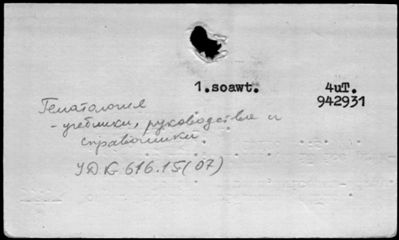 1.soawt. 4uT.
942931
Гематология
- учебники, руководства и
справочники.
УДК 616.15(07)